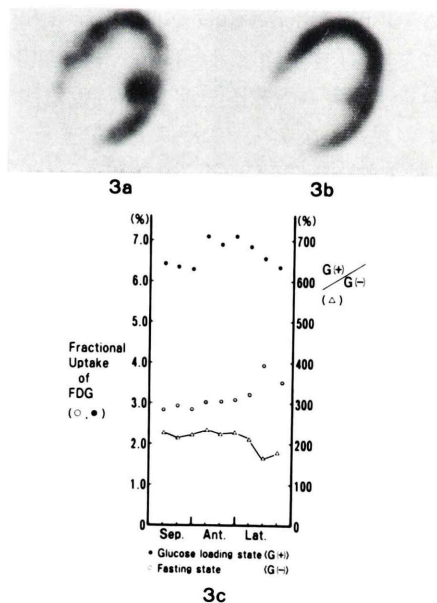 3a 3b
(%) (%)
7.0 700
6.0 600
G(+)
G(−)
(△)
5.0 500
4.0 400
Fractional
Uptake
of
FDG
(○.●)
3.0 300
2.0 200
1.0 100
0 0
Sep. Ant. Lat.
• Glucose loading state (G(+))
○ Fasting state (G(−))
3c